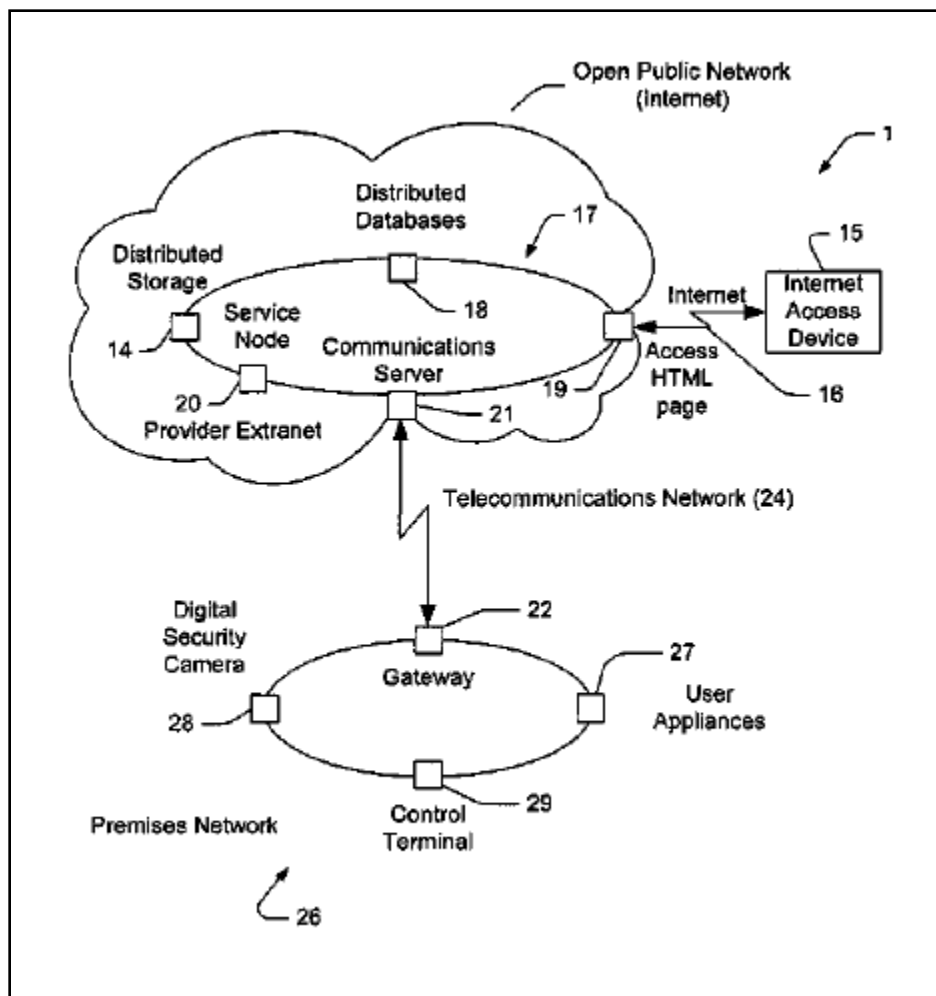 Open Public Network
(Internet)
1
Distributed
Databases
17
15
Distributed
Storage
Internet
Internet
Access
Device
18
Service
Node
14
Communications
Server
Access
HTML
page
19
16
20
21
Provider Extranet
Telecommunications Network (24)
Digital
Security
Camera
22
27
Gateway
User
Appliances
28
29
Control
Terminal
Premises Network
26